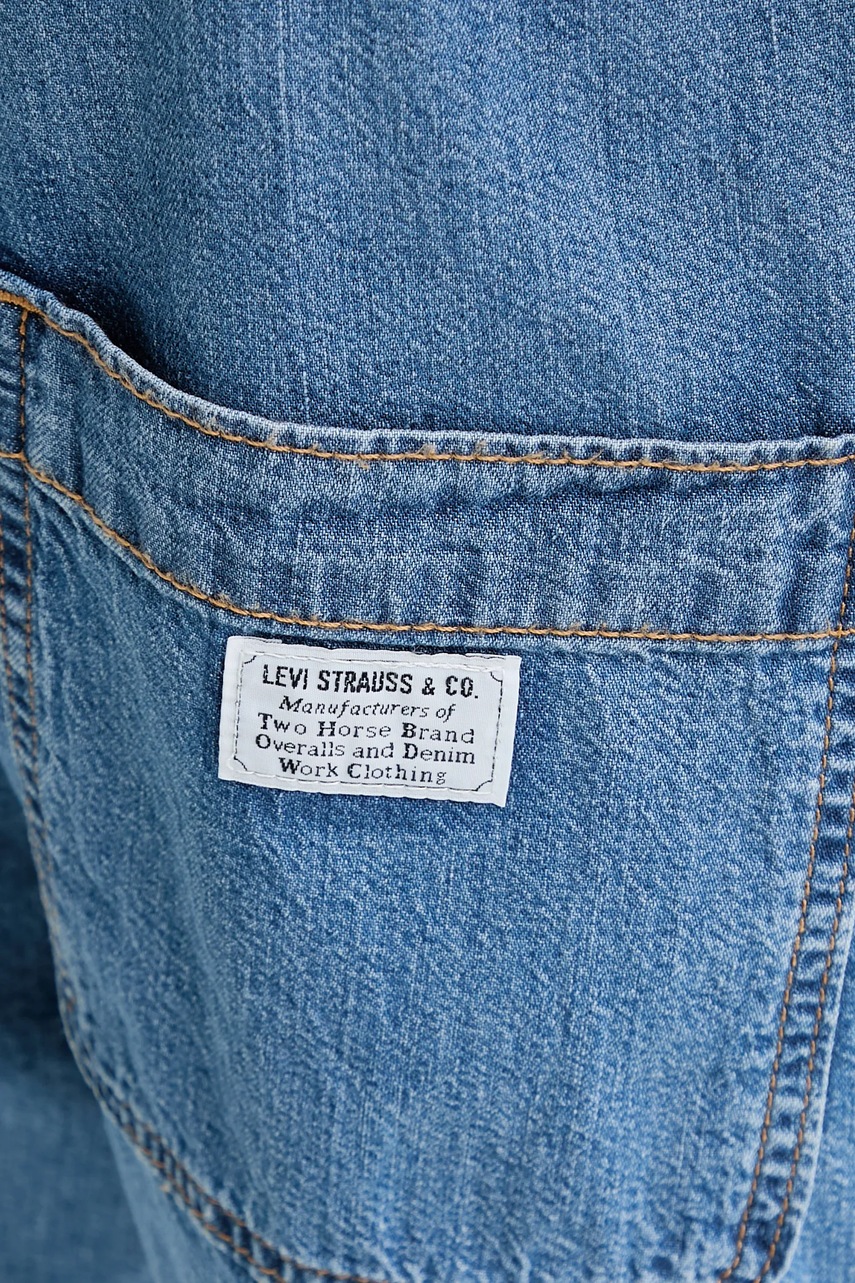 LEVI STRAUSS & CO.
Manufacturers of
Two Horse Brand
Overalls and Denim
Work Clothing